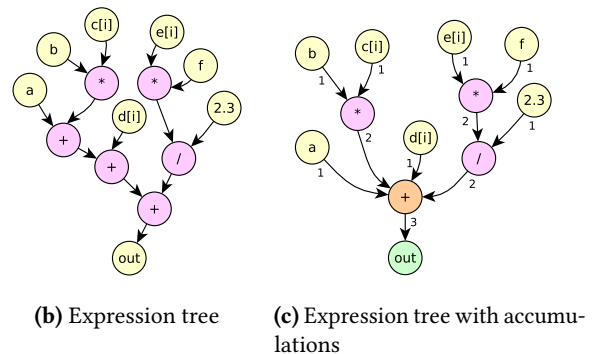 c[i]
e[i]
b
f
a
*
*
2.3
d[i]
+
+
/
+
out
(b) Expression tree
e[i]
f
c[i]
b
1
1
1
1
*
2.3
*
2
1
2
d[i]
a
/
1
1
2
+
3
out
(c) Expression tree with accumu-
lations